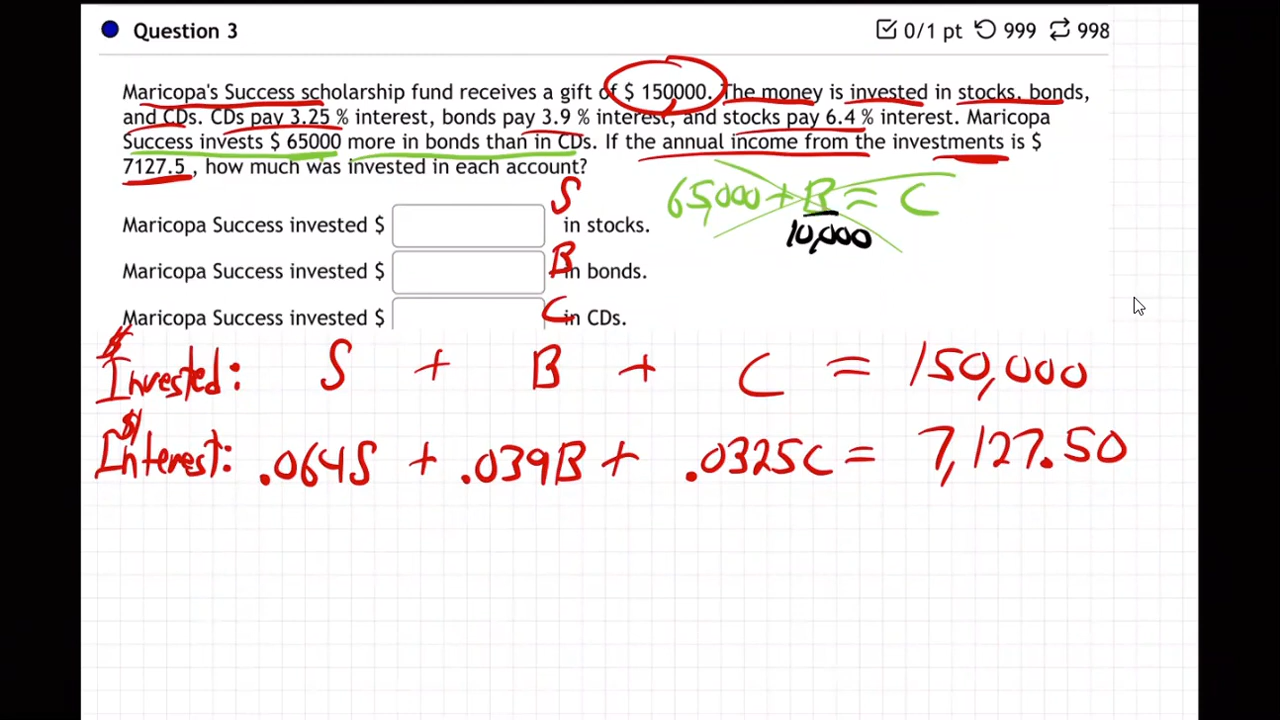 Question 3
0/1 pt 999 998
Maricopa's Success scholarship fund receives a gift of $ 150000. The money is invested in stocks, bonds,
and CDs. CDs pay 3.25 % interest, bonds pay 3.9 % interest, and stocks pay 6.4 % interest. Maricopa
Success invests $ 65000 more in bonds than in CDs. If the annual income from the investments is $
7127.5 , how much was invested in each account?
65,000 + B = C
10,000
Maricopa Success invested $ S in stocks.
Maricopa Success invested $ B in bonds.
Maricopa Success invested $ C in CDs.
$ Invested: S + B + C = 150,000
$ Interest: .064S + .039B + .0325C = 7,127.50